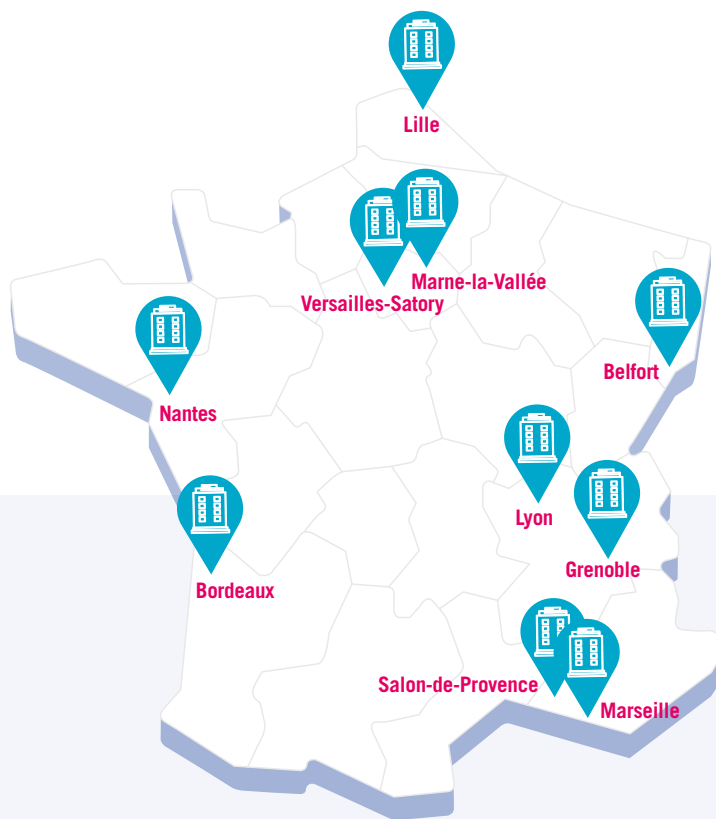 Lille
Marne-la-Vallée
Versailles-Satory
Belfort
Nantes
Lyon
Grenoble
Bordeaux
Salon-de-Provence
Marseille